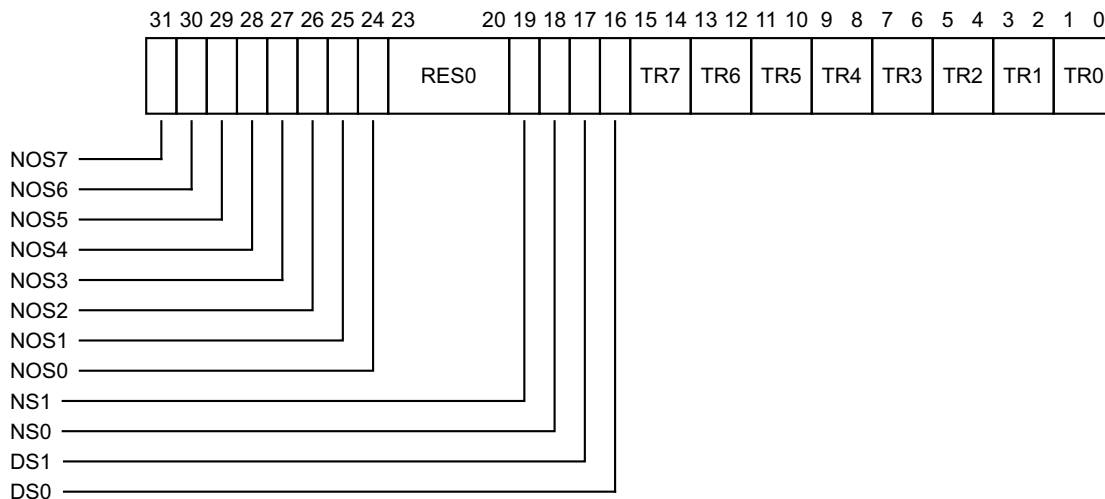 31 30 29 28 27 26 25 24 23 20 19 18 17 16 15 14 13 12 11 10 9 8 7 6 5 4 3 2 1 0
RES0 TR7 TR6 TR5 TR4 TR3 TR2 TR1 TR0
NOS7
NOS6
NOS5
NOS4
NOS3
NOS2
NOS1
NOS0
NS1
NS0
DS1
DS0